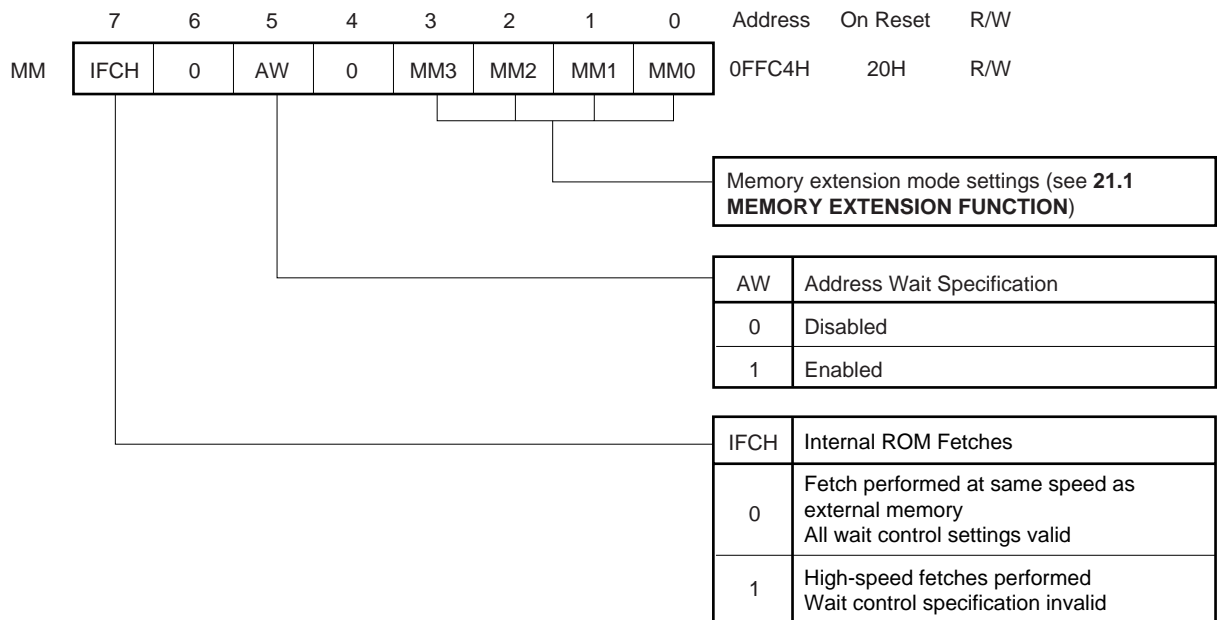 7 6 5 4 3 2 1 0 Address On Reset R/W
MM IFCH 0 AW 0 MM3 MM2 MM1 MM0 0FFC4H 20H R/W
Memory extension mode settings (see 21.1
MEMORY EXTENSION FUNCTION)
AW Address Wait Specification
0 Disabled
1 Enabled
IFCH Internal ROM Fetches
0 Fetch performed at same speed as
external memory
All wait control settings valid
1 High-speed fetches performed
Wait control specification invalid